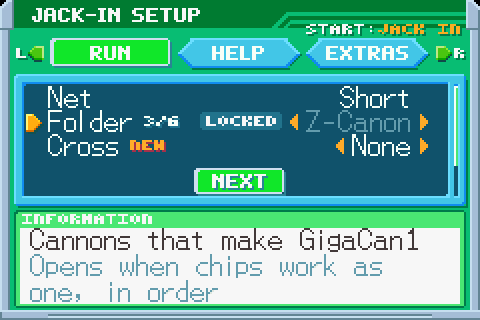 JACK-IN SETUP
START:JACK IN
L RUN HELP EXTRAS R
Net Short
Folder 3/6 LOCKED Z-Canon
Cross NEW None
NEXT
INFORMATION
Cannons that make GigaCan1
Opens when chips work as
one, in order